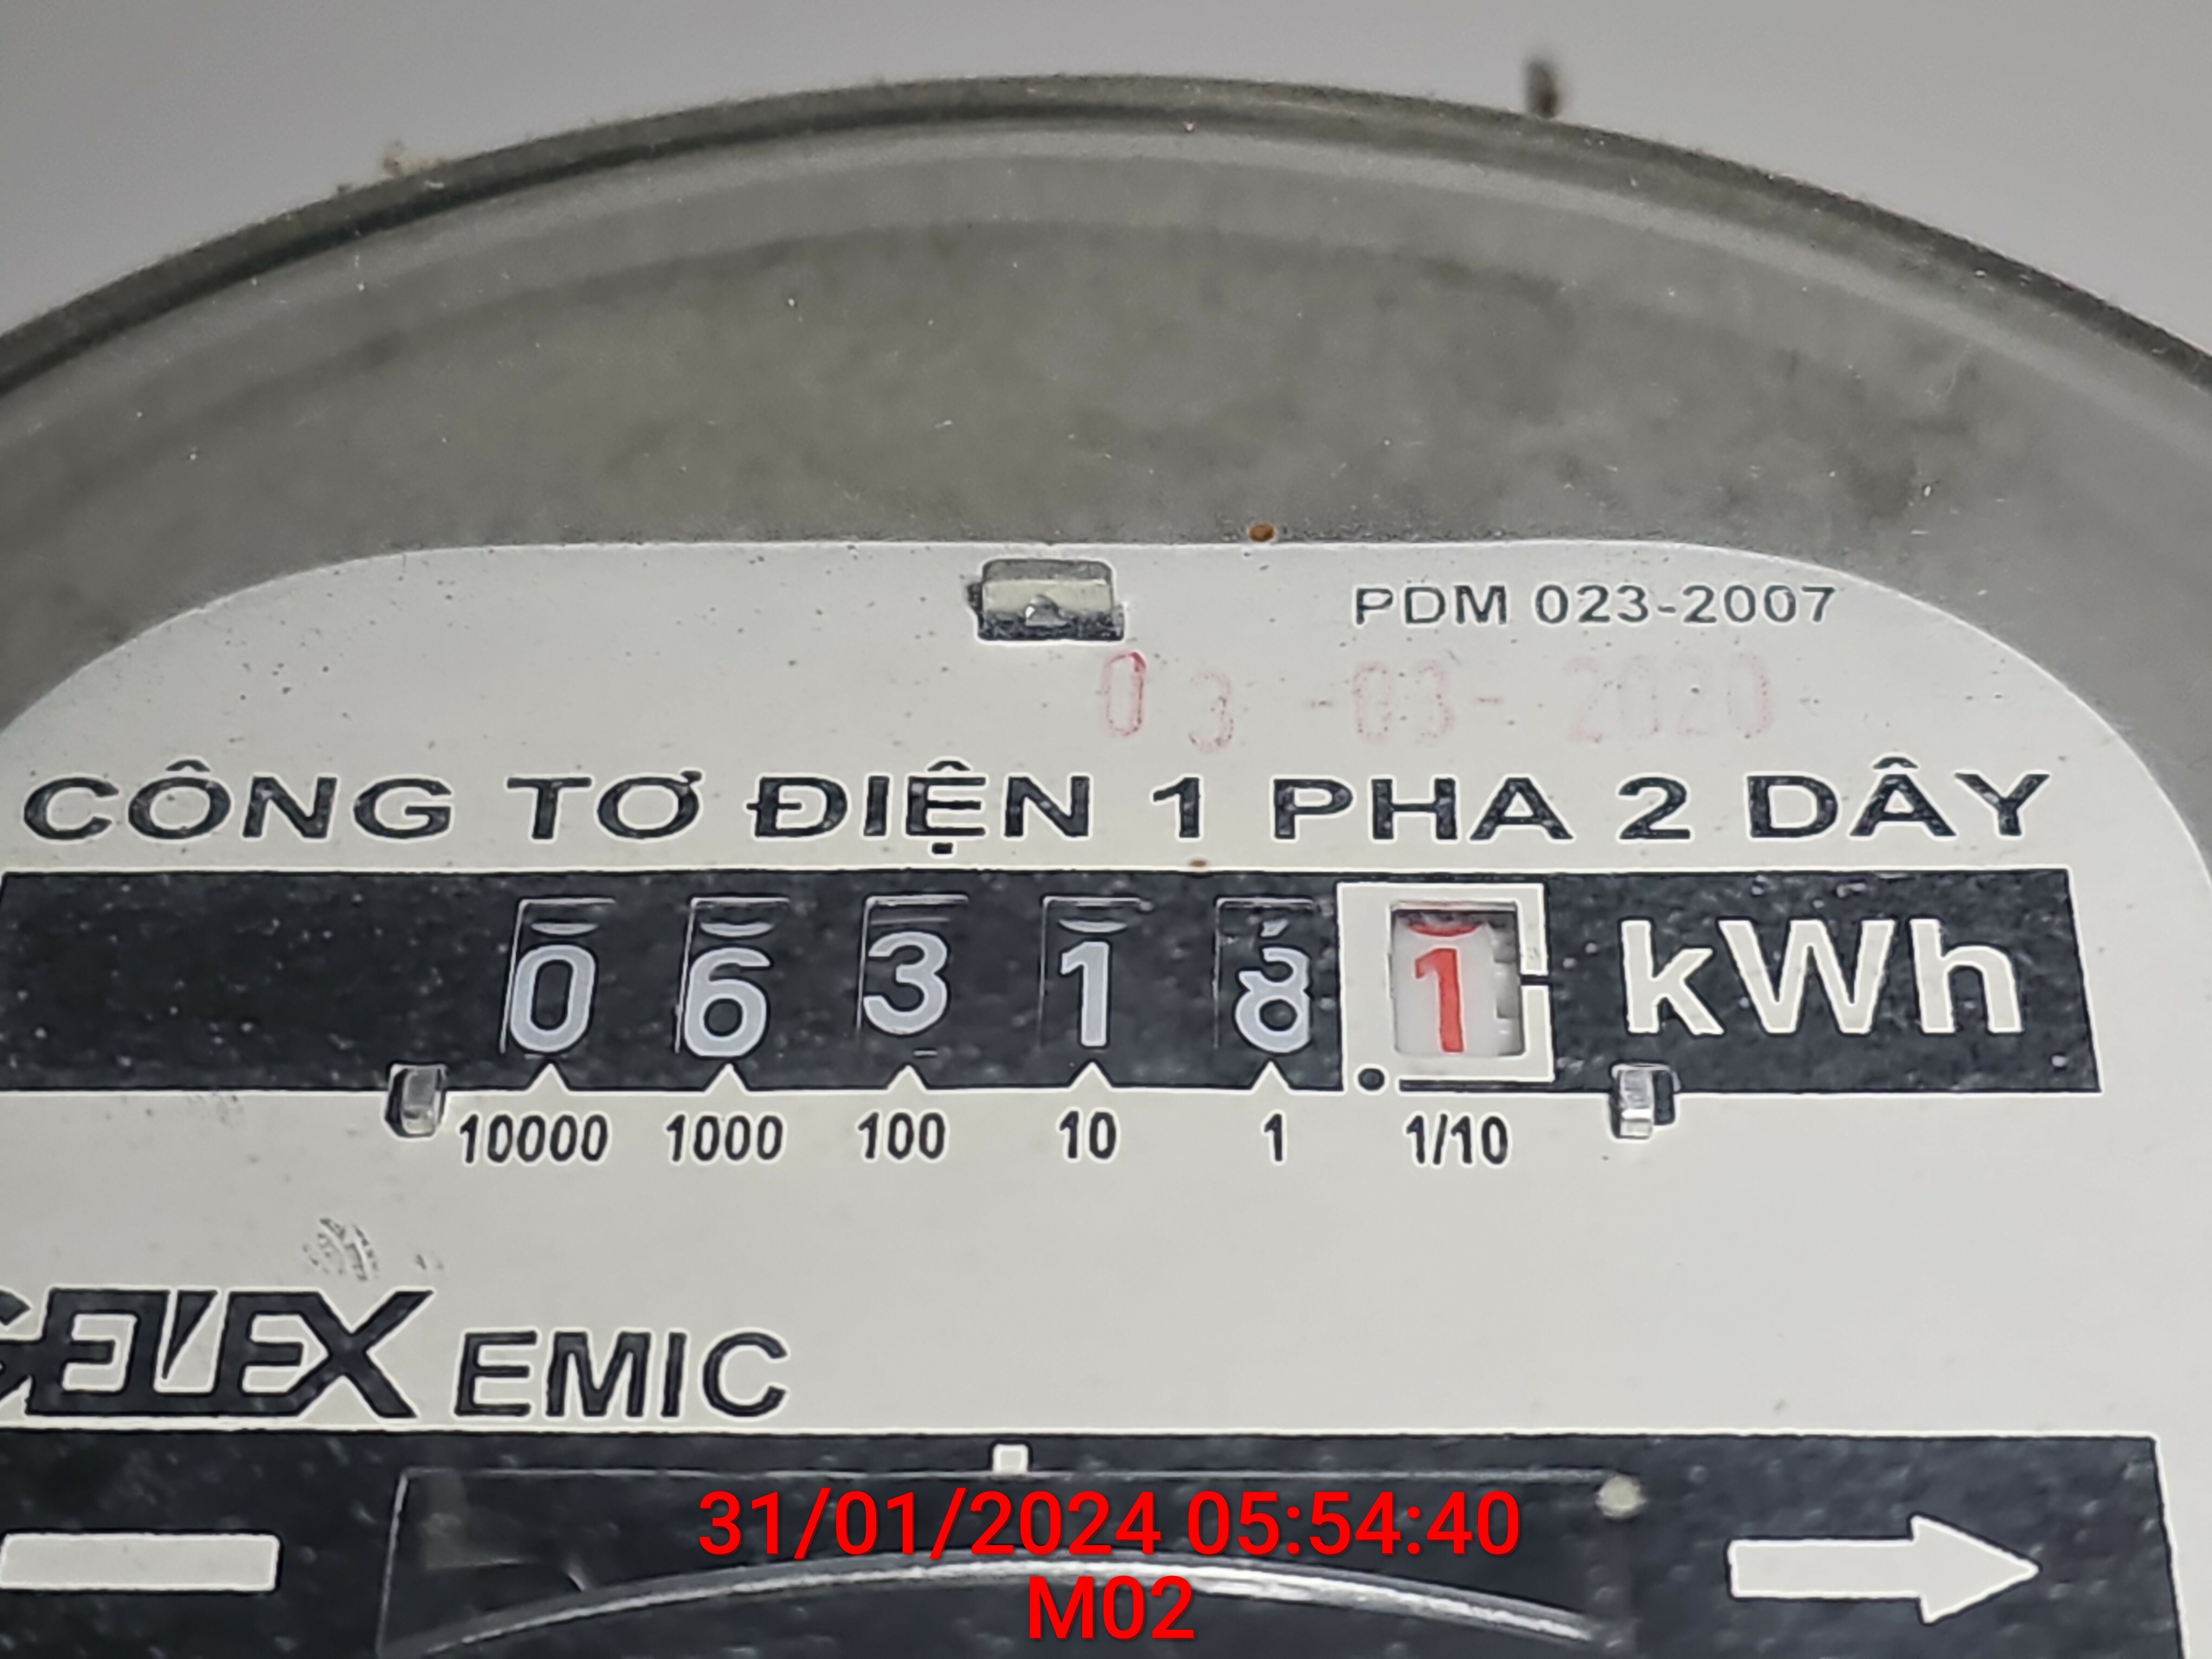 PDM 023-2007
03 -03- 2020
CÔNG TƠ ĐIỆN 1 PHA 2 DÂY
0 6 3 1 8 1 kWh
10000 1000 100 10 1 1/10
GELEX EMIC
31/01/2024 05:54:40
M02